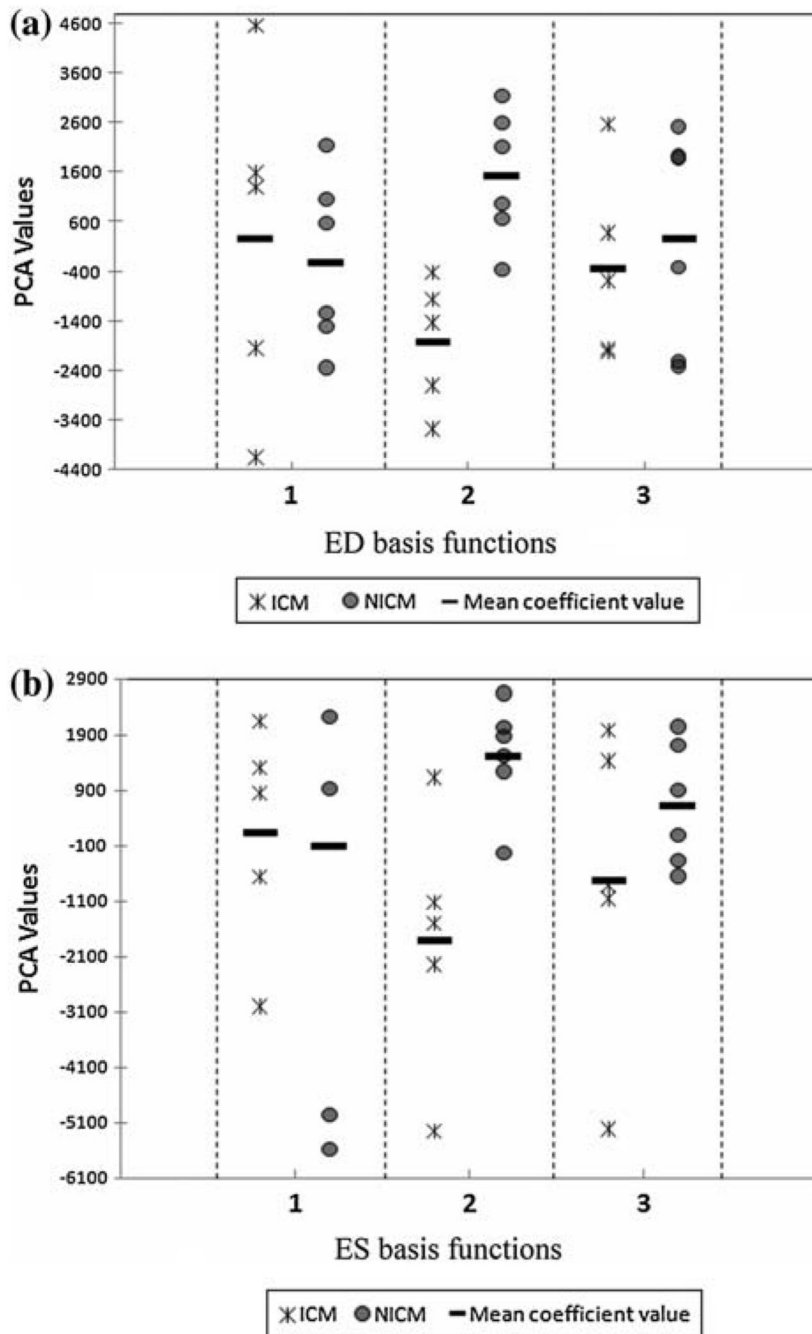 (a)
4600
3600
2600
1600
600
-400
-1400
-2400
-3400
-4400
PCA Values
1 2 3
ED basis functions
ICM NICM Mean coefficient value
(b)
2900
1900
900
-100
-1100
-2100
-3100
-4100
-5100
-6100
PCA Values
1 2 3
ES basis functions
ICM NICM Mean coefficient value